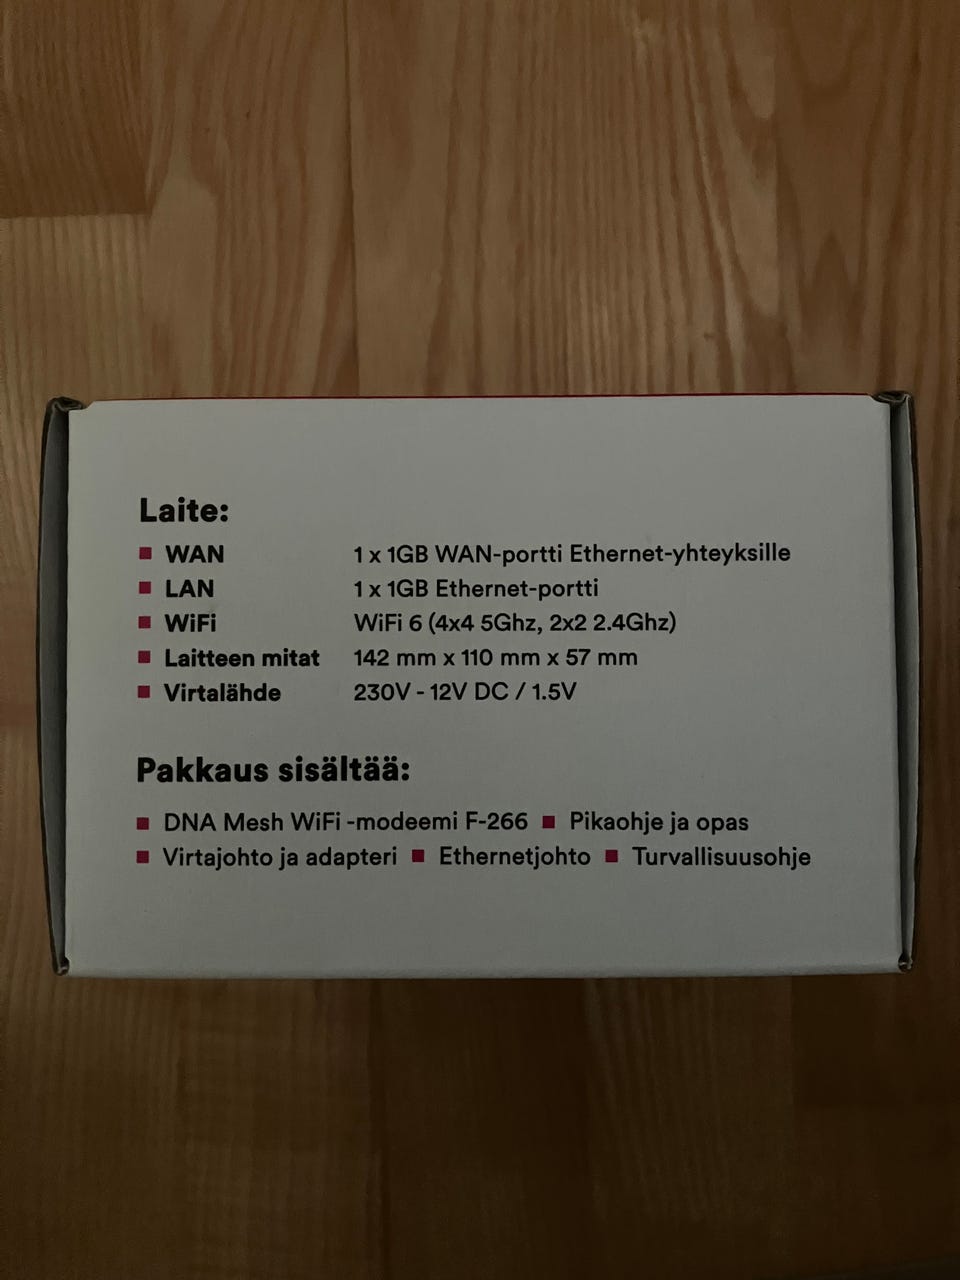 Laite:
WAN 1 x 1GB WAN-portti Ethernet-yhteyksille
LAN 1 x 1GB Ethernet-portti
WiFi WiFi 6 (4x4 5Ghz, 2x2 2.4Ghz)
Laitteen mitat 142 mm x 110 mm x 57 mm
Virtalähde 230V - 12V DC / 1.5V
Pakkaus sisältää:
DNA Mesh WiFi -modeemi F-266 ■ Pikaohje ja opas
Virtajohto ja adapteri ■ Ethernetjohto ■ Turvallisuusohje